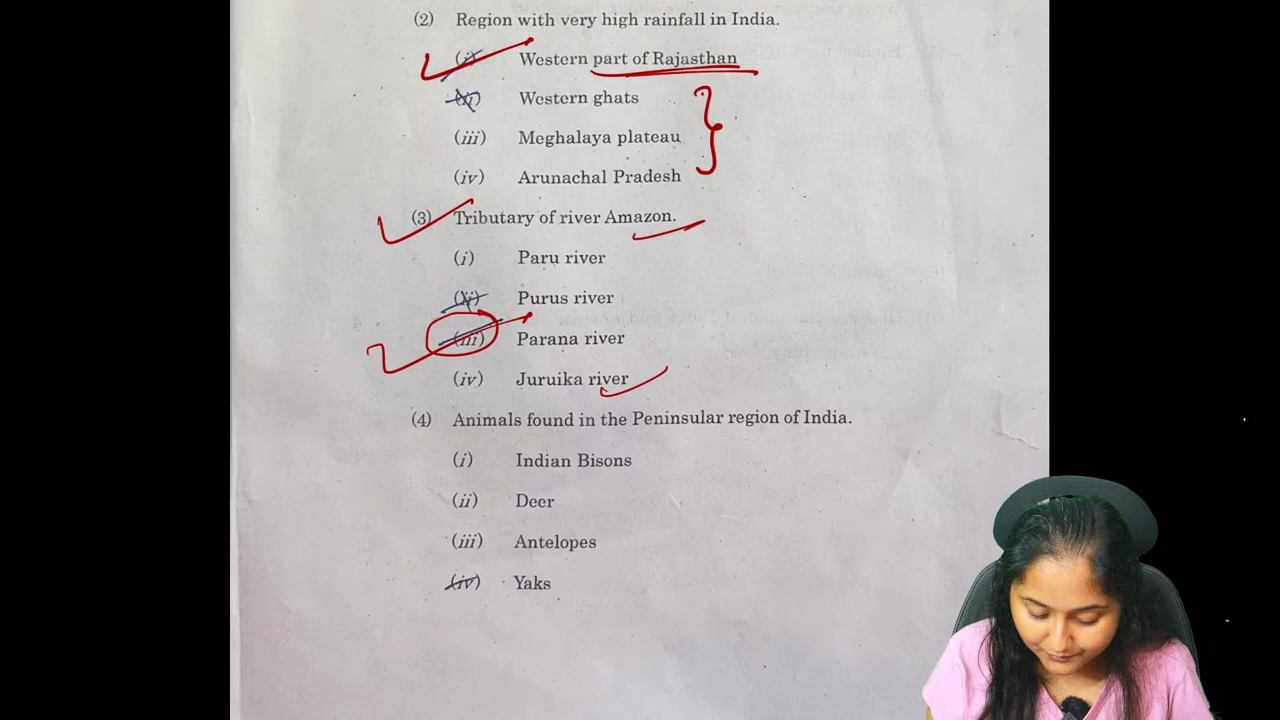 (2) Region with very high rainfall in India.
(i) Western part of Rajasthan
(ii) Western ghats
(iii) Meghalaya plateau
(iv) Arunachal Pradesh
(3) Tributary of river Amazon.
(i) Paru river
(ii) Purus river
(iii) Parana river
(iv) Juruika river
(4) Animals found in the Peninsular region of India.
(i) Indian Bisons
(ii) Deer
(iii) Antelopes
(iv) Yaks